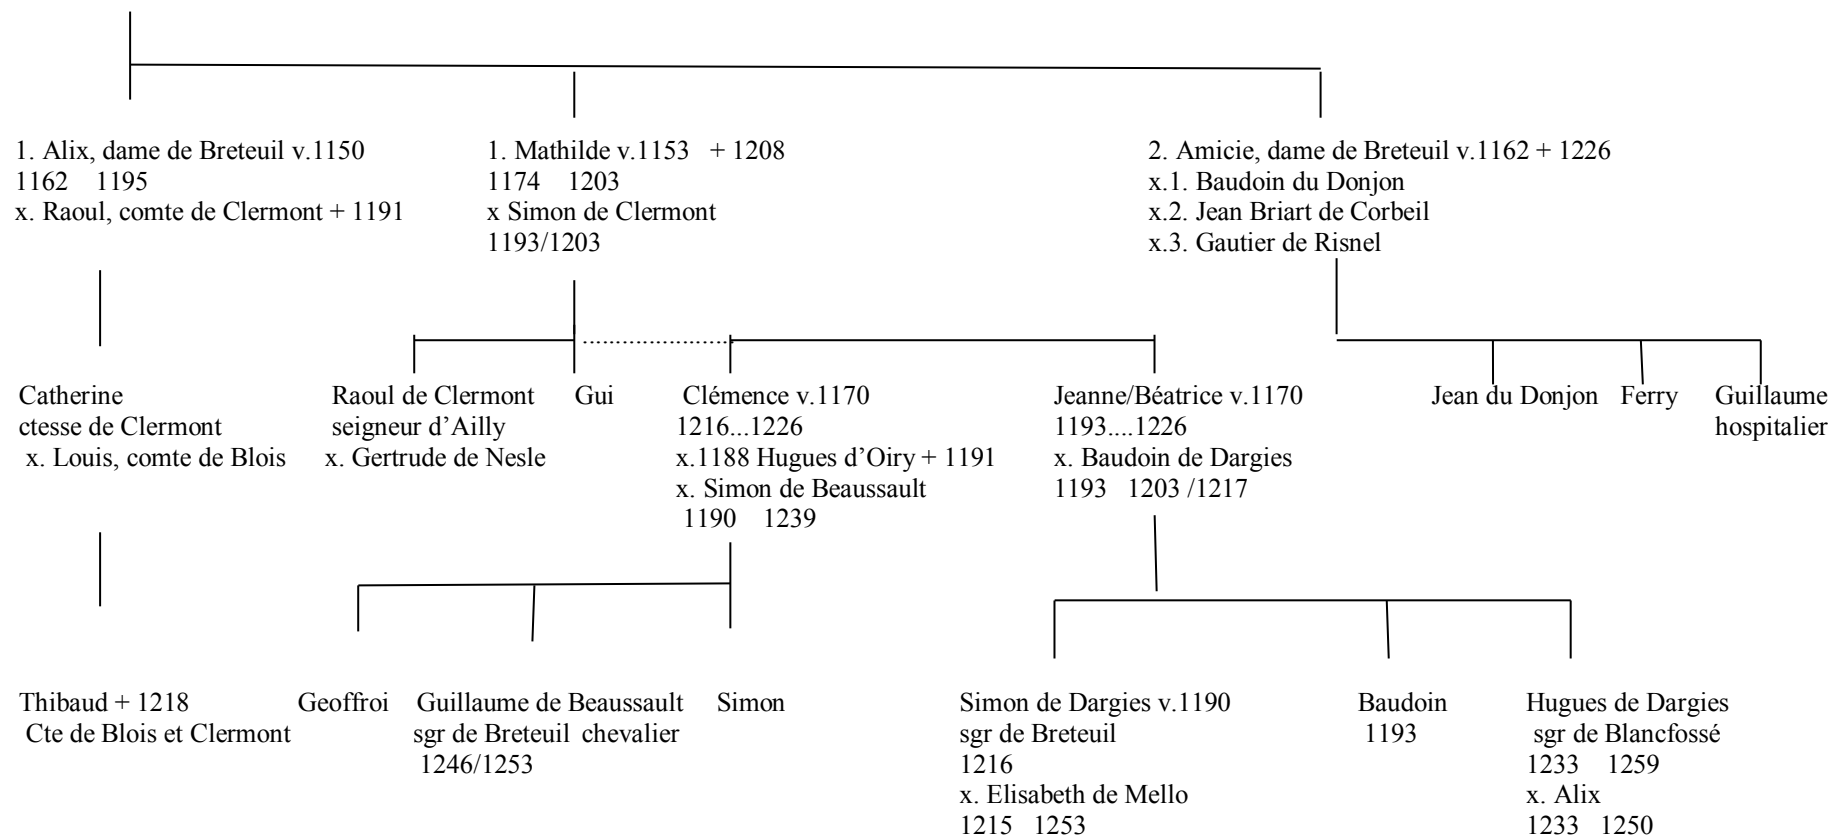 1. Alix, dame de Breteuil v.1150
1162 1195
x. Raoul, comte de Clermont + 1191
1. Mathilde v.1153 + 1208
1174 1203
x Simon de Clermont
1193/1203
2. Amicie, dame de Breteuil v.1162 + 1226
x.1. Baudoin du Donjon
x.2. Jean Briart de Corbeil
x.3. Gautier de Risnel
Catherine
ctesse de Clermont
x. Louis, comte de Blois
Raoul de Clermont
seigneur d’Ailly
x. Gertrude de Nesle
Gui
Clémence v.1170
1216...1226
x.1188 Hugues d’Oiry + 1191
x. Simon de Beaussault
1190 1239
Jeanne/Béatrice v.1170
1193....1226
x. Baudoin de Dargies
1193 1203 /1217
Jean du Donjon
Ferry
Guillaume
hospitalier
Thibaud + 1218
Cte de Blois et Clermont
Geoffroi
Guillaume de Beaussault
sgr de Breteuil chevalier
1246/1253
Simon
Simon de Dargies v.1190
sgr de Breteuil
1216
x. Elisabeth de Mello
1215 1253
Baudoin
1193
Hugues de Dargies
sgr de Blancfossé
1233 1259
x. Alix
1233 1250